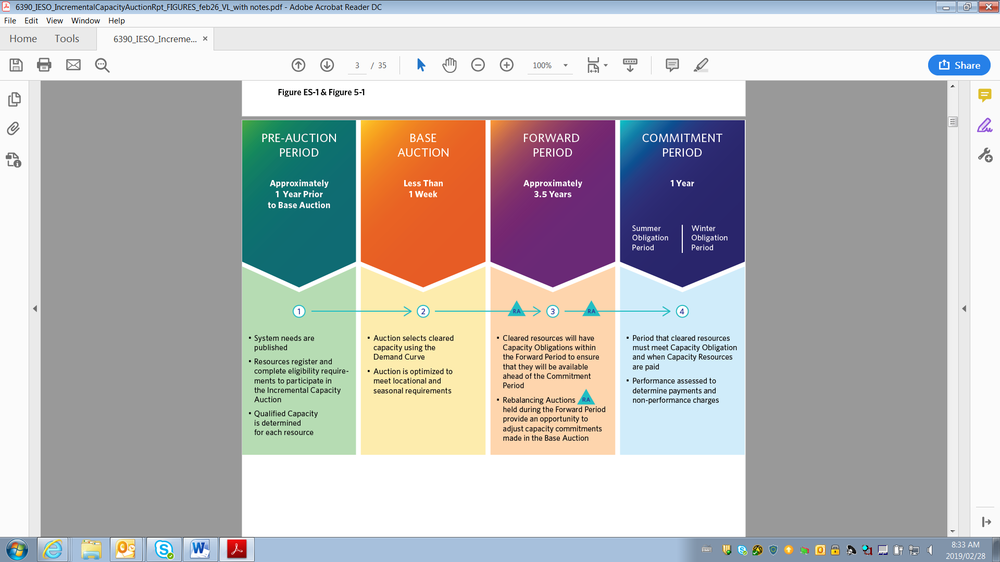 6390_IESO_IncrementalCapacityAuctionRpt_FIGURES_feb26_VL_with notes.pdf - Adobe Acrobat Reader DC
File Edit View Window Help
Home Tools 6390_IESO_Increme... ×
3 / 35 100% Share
Figure ES-1 & Figure 5-1
PRE-AUCTION
PERIOD
Approximately
1 Year Prior
to Base Auction
BASE
AUCTION
Less Than
1 Week
FORWARD
PERIOD
Approximately
3.5 Years
COMMITMENT
PERIOD
1 Year
Summer
Obligation
Period
Winter
Obligation
Period
1 2 RA 3 RA 4
• System needs are
published
• Resources register and
complete eligibility require-
ments to participate in
the Incremental Capacity
Auction
• Qualified Capacity
is determined
for each resource
• Auction selects cleared
capacity using the
Demand Curve
• Auction is optimized to
meet locational and
seasonal requirements
• Cleared resources will have
Capacity Obligations within
the Forward Period to ensure
that they will be available
ahead of the Commitment
Period
• Rebalancing Auctions RA
held during the Forward Period
provide an opportunity to
adjust capacity commitments
made in the Base Auction
• Period that cleared resources
must meet Capacity Obligation
and when Capacity Resources
are paid
• Performance assessed to
determine payments and
non-performance charges
8:33 AM
2019/02/28